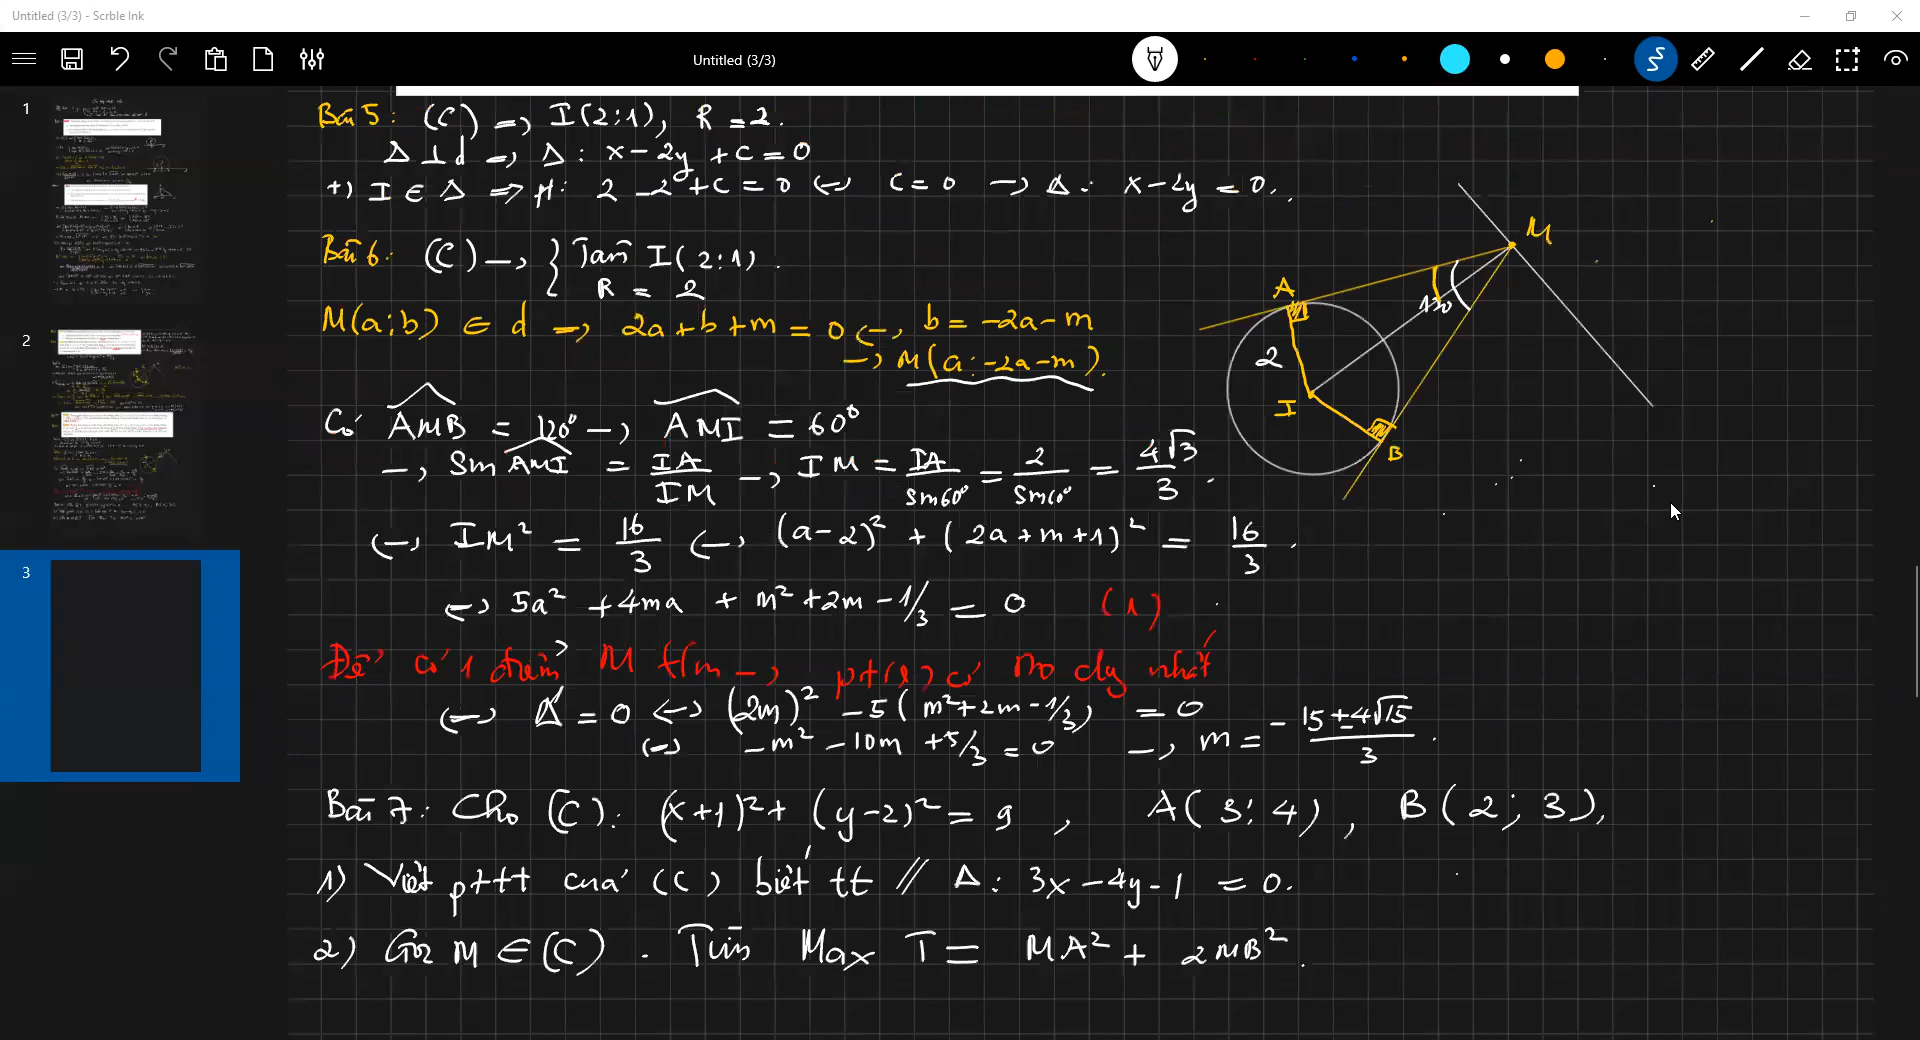 Untitled (3/3) - Scrble Ink
Untitled (3/3)
1
2
3
Bài 5: (C) => I(2;1), R = 2.
Δ ⊥ d => Δ: x - 2y + c = 0
+) I ∈ Δ => pt: 2 - 2 + c = 0 <-> c = 0 -> Δ: x - 2y = 0.
Bài 6: (C) -> { Tâm I(2;1).
R = 2
M(a;b) ∈ d => 2a + b + m = 0 <-> b = -2a - m
-> M(a; -2a - m).
Có AMB = 120° -> AMI = 60°
-> Sin AMI = IA/IM -> IM = IA/Sin60° = 2/Sin60° = 4√3/3.
<-> IM² = 16/3 <-> (a-2)² + (2a+m+1)² = 16/3.
<-> 5a² + 4ma + m² + 2m - 1/3 = 0 (1)
Để có 1 điểm M t/m -> pt(1) có no dy nhất
<-> Δ' = 0 <-> (2m)² - 5(m² + 2m - 1/3) = 0
<-> -m² - 10m + 5/3 = 0 -> m = -15±4√15/3.
Bài 7: Cho (C): (x+1)² + (y-2)² = 9, A(3;4), B(2;3),
1) Viết pttt của (C) biết tt // Δ: 3x - 4y - 1 = 0.
2) Gọi M ∈ (C). Tìm Max T = MA² + 2MB².
M
A
120
2
I
B